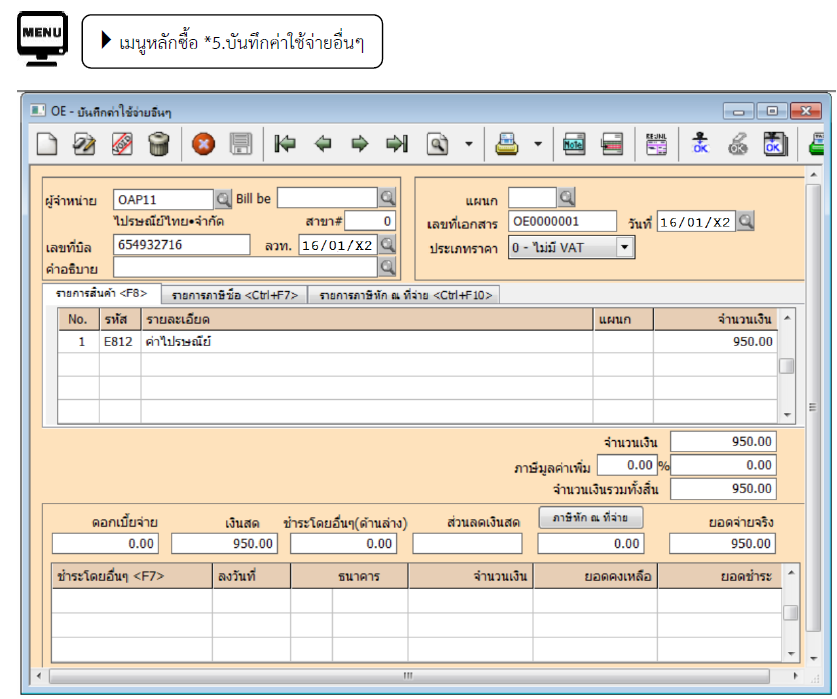 MENU
เมนูหลักซื้อ *5.บันทึกค่าใช้จ่ายอื่นๆ
OE - บันทึกค่าใช้จ่ายอื่นๆ
ผู้จำหน่าย OAP11 Bill be แผนก
ไปรษณีย์ไทย•จำกัด สาขา# 0 เลขที่เอกสาร OE0000001 วันที่ 16/01/X2
เลขที่บิล 654932716 ลวท. 16/01/X2 ประเภทราคา 0 - ไม่มี VAT
คำอธิบาย
รายการสินค้า <F8> รายการภาษีซื้อ <Ctrl+F7> รายการภาษีหัก ณ ที่จ่าย <Ctrl+F10>
No. รหัส รายละเอียด แผนก จำนวนเงิน
1 E812 ค่าไปรษณีย์ 950.00
จำนวนเงิน 950.00
ภาษีมูลค่าเพิ่ม 0.00 % 0.00
จำนวนเงินรวมทั้งสิ้น 950.00
ดอกเบี้ยจ่าย เงินสด ชำระโดยอื่นๆ(ด้านล่าง) ส่วนลดเงินสด ภาษีหัก ณ ที่จ่าย ยอดจ่ายจริง
0.00 950.00 0.00 0.00 950.00
ชำระโดยอื่นๆ <F7> ลงวันที่ ธนาคาร จำนวนเงิน ยอดคงเหลือ ยอดชำระ